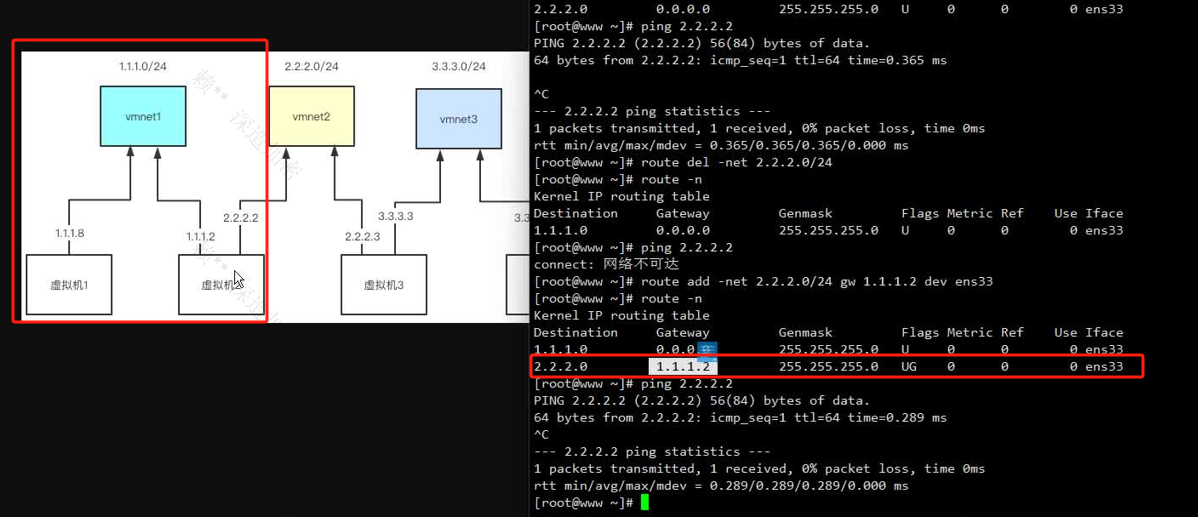 1.1.1.0/24
2.2.2.0/24
3.3.3.0/24
vmnet1
vmnet2
vmnet3
2.2.2.2
3.3.3.3
1.1.1.8
1.1.1.2
2.2.2.3
虚拟机1
虚拟机2
虚拟机3
2.2.2.0 0.0.0.0 255.255.255.0 U 0 0 0 ens33
[root@www ~]# ping 2.2.2.2
PING 2.2.2.2 (2.2.2.2) 56(84) bytes of data.
64 bytes from 2.2.2.2: icmp_seq=1 ttl=64 time=0.365 ms
^C
--- 2.2.2.2 ping statistics ---
1 packets transmitted, 1 received, 0% packet loss, time 0ms
rtt min/avg/max/mdev = 0.365/0.365/0.365/0.000 ms
[root@www ~]# route del -net 2.2.2.0/24
[root@www ~]# route -n
Kernel IP routing table
Destination Gateway Genmask Flags Metric Ref Use Iface
1.1.1.0 0.0.0.0 255.255.255.0 U 0 0 0 ens33
[root@www ~]# ping 2.2.2.2
connect: 网络不可达
[root@www ~]# route add -net 2.2.2.0/24 gw 1.1.1.2 dev ens33
[root@www ~]# route -n
Kernel IP routing table
Destination Gateway Genmask Flags Metric Ref Use Iface
1.1.1.0 0.0.0 255.255.255.0 U 0 0 0 ens33
2.2.2.0 1.1.1.2 255.255.255.0 UG 0 0 0 ens33
[root@www ~]# ping 2.2.2.2
PING 2.2.2.2 (2.2.2.2) 56(84) bytes of data.
64 bytes from 2.2.2.2: icmp_seq=1 ttl=64 time=0.289 ms
^C
--- 2.2.2.2 ping statistics ---
1 packets transmitted, 1 received, 0% packet loss, time 0ms
rtt min/avg/max/mdev = 0.289/0.289/0.289/0.000 ms
[root@www ~]#